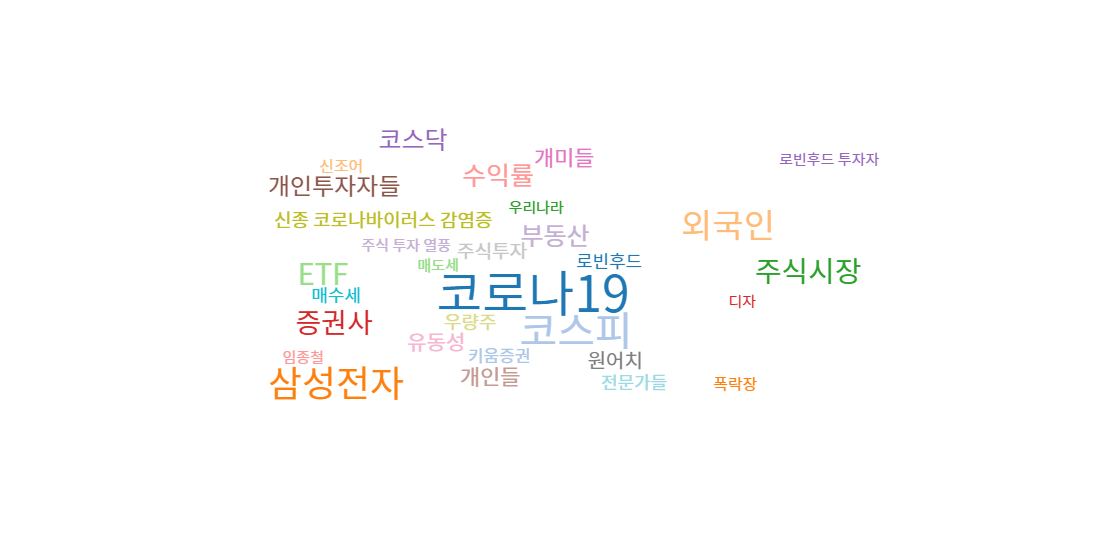 코스닥
개미들
로빈후드 투자자
신조어
수익률
개인투자자들
우리나라
신종 코로나바이러스 감염증
외국인
부동산
주식 투자 열풍
주식투자
로빈후드
매도세
ETF
주식시장
매수세
코로나19
디자
증권사
우량주
코스피
유동성
키움증권
원어치
임종철
개인들
전문가들
삼성전자
폭락장